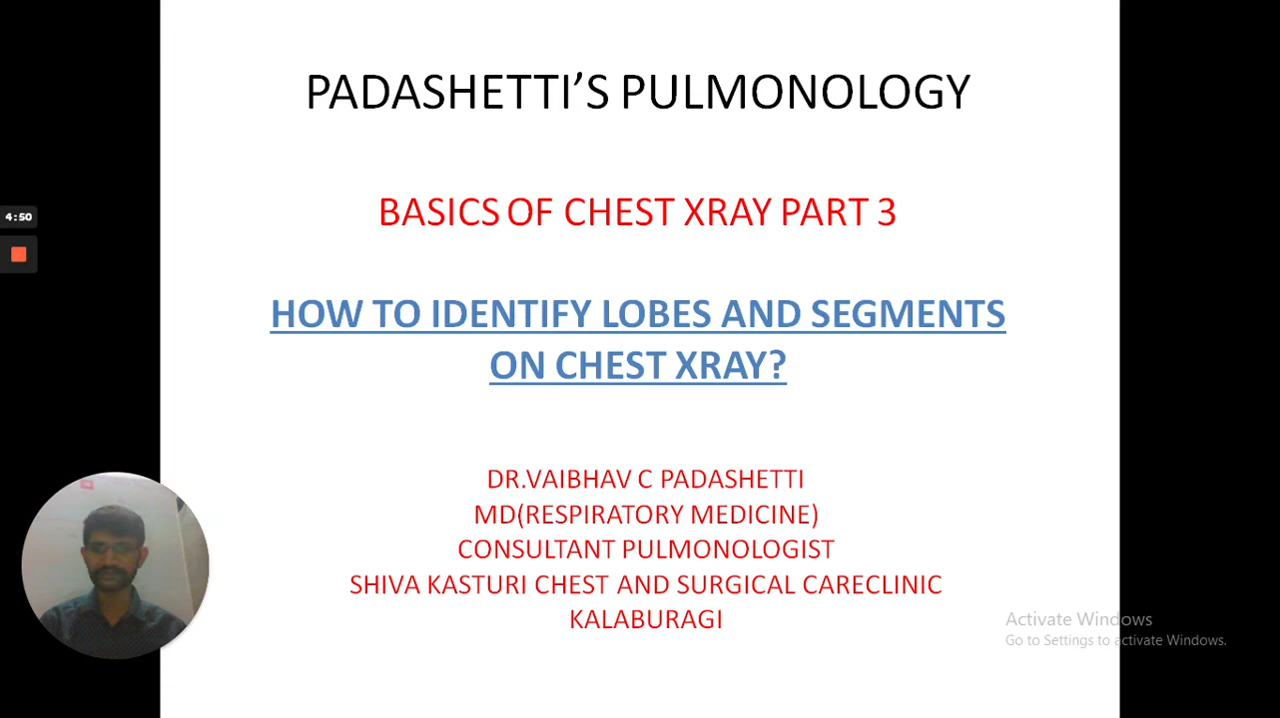 PADASHETTI’S PULMONOLOGY
BASICS OF CHEST XRAY PART 3
4:50
HOW TO IDENTIFY LOBES AND SEGMENTS
ON CHEST XRAY?
DR.VAIBHAV C PADASHETTI
MD(RESPIRATORY MEDICINE)
CONSULTANT PULMONOLOGIST
SHIVA KASTURI CHEST AND SURGICAL CARECLINIC
KALABURAGI
Activate Windows
Go to Settings to activate Windows.